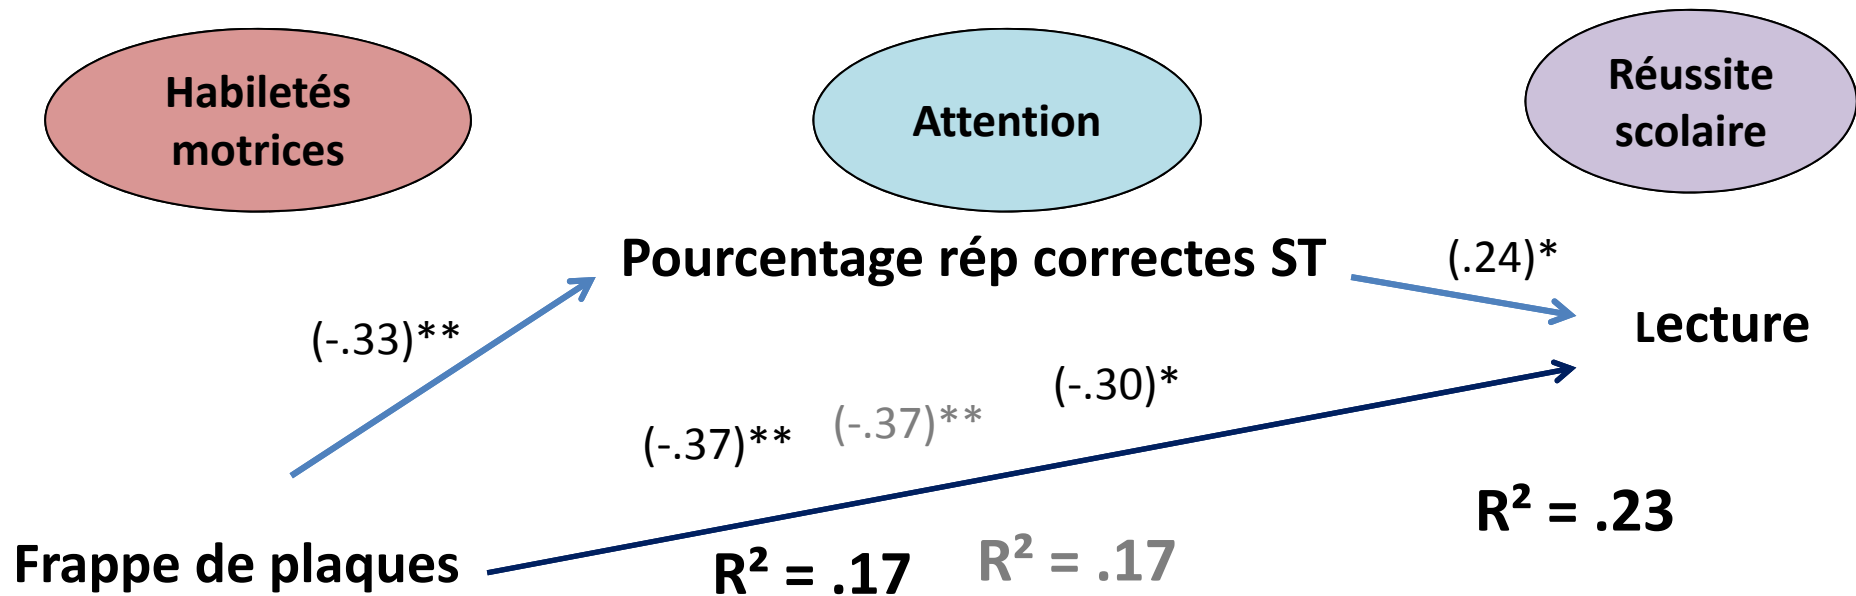 Habiletés
motrices
Attention
Réussite
scolaire
Pourcentage rép correctes ST
(.24)*
Lecture
(-.33)**
(-.30)*
(-.37)**
(-.37)**
R² = .23
Frappe de plaques
R² = .17
R² = .17